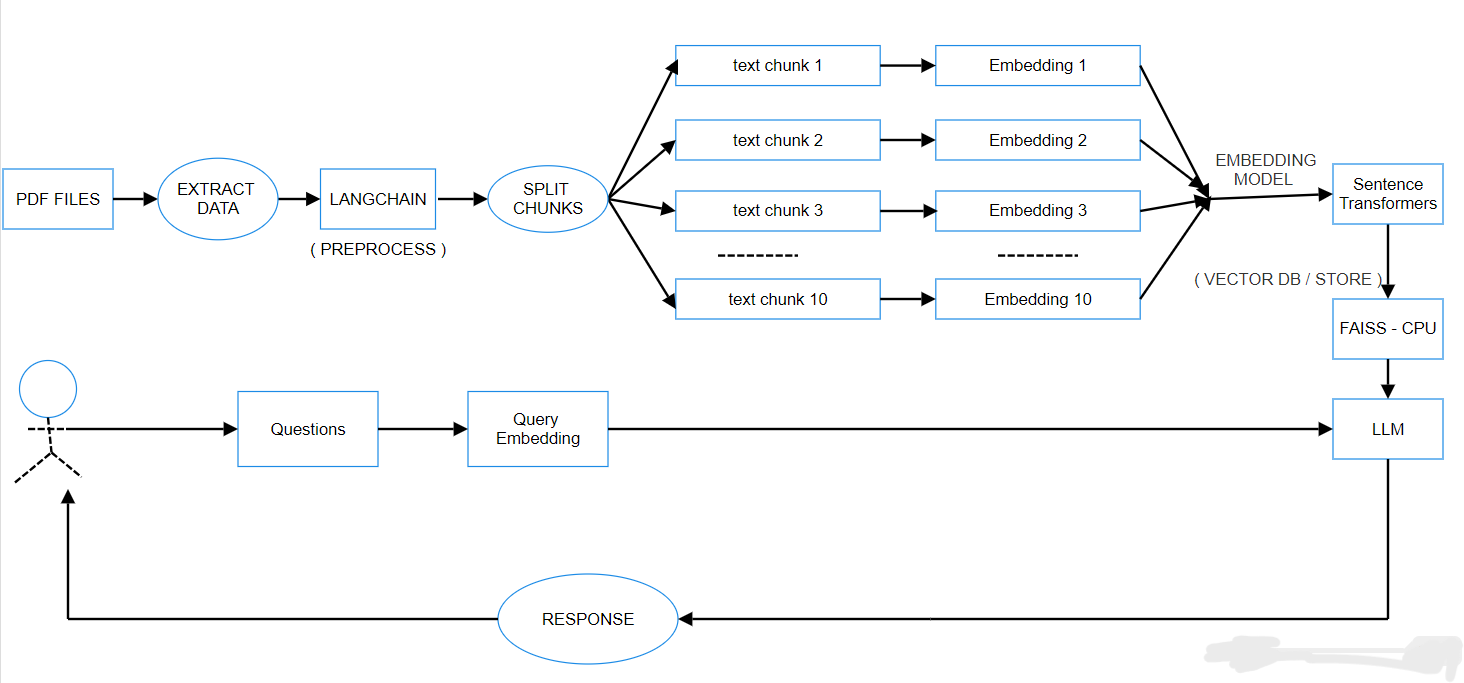 text chunk 1
Embedding 1
text chunk 2
Embedding 2
EMBEDDING
MODEL
PDF FILES
EXTRACT
DATA
LANGCHAIN
( PREPROCESS )
SPLIT
CHUNKS
text chunk 3
Embedding 3
Sentence
Transformers
text chunk 10
Embedding 10
( VECTOR DB / STORE )
FAISS - CPU
Questions
Query
Embedding
LLM
RESPONSE